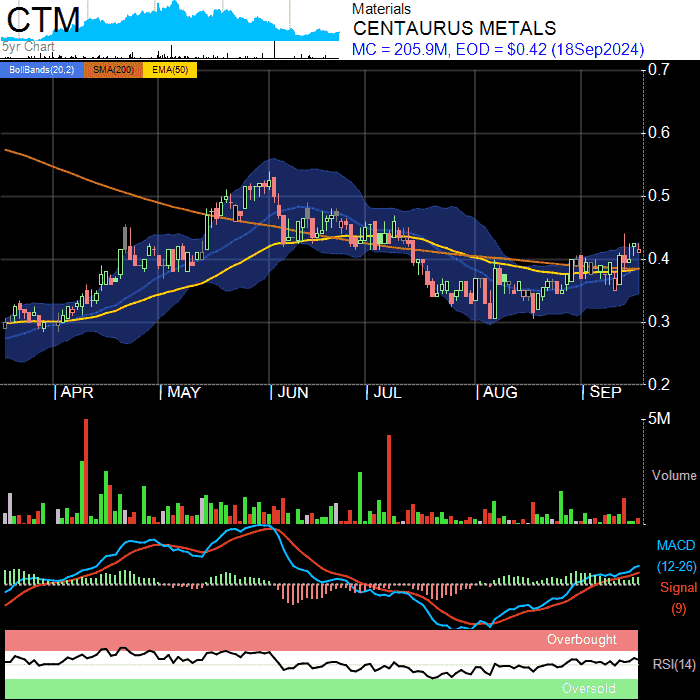 CTM
5yr Chart
Materials
CENTAURUS METALS
MC = 205.9M, EOD = $0.42 (18Sep2024)
BollBands(20,2) SMA(200) EMA(50)
0.7
0.6
0.5
0.4
0.3
0.2
APR MAY JUN JUL AUG SEP
5M
Volume
MACD
(12-26)
Signal
(9)
Overbought
RSI(14)
Oversold